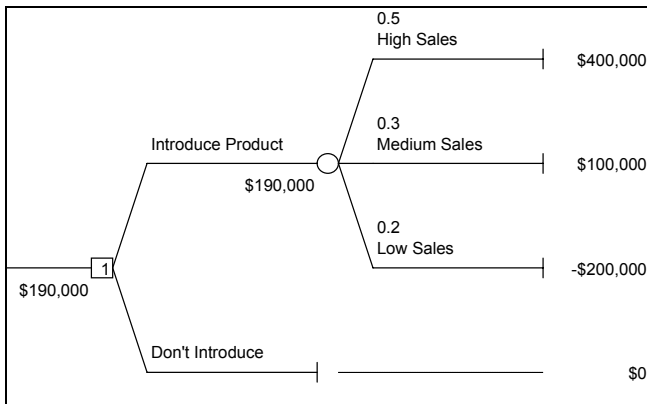 0.5
High Sales
$400,000
0.3
Introduce Product
Medium Sales
$190,000
$100,000
0.2
Low Sales
1
$190,000
-$200,000
Don't Introduce
$0